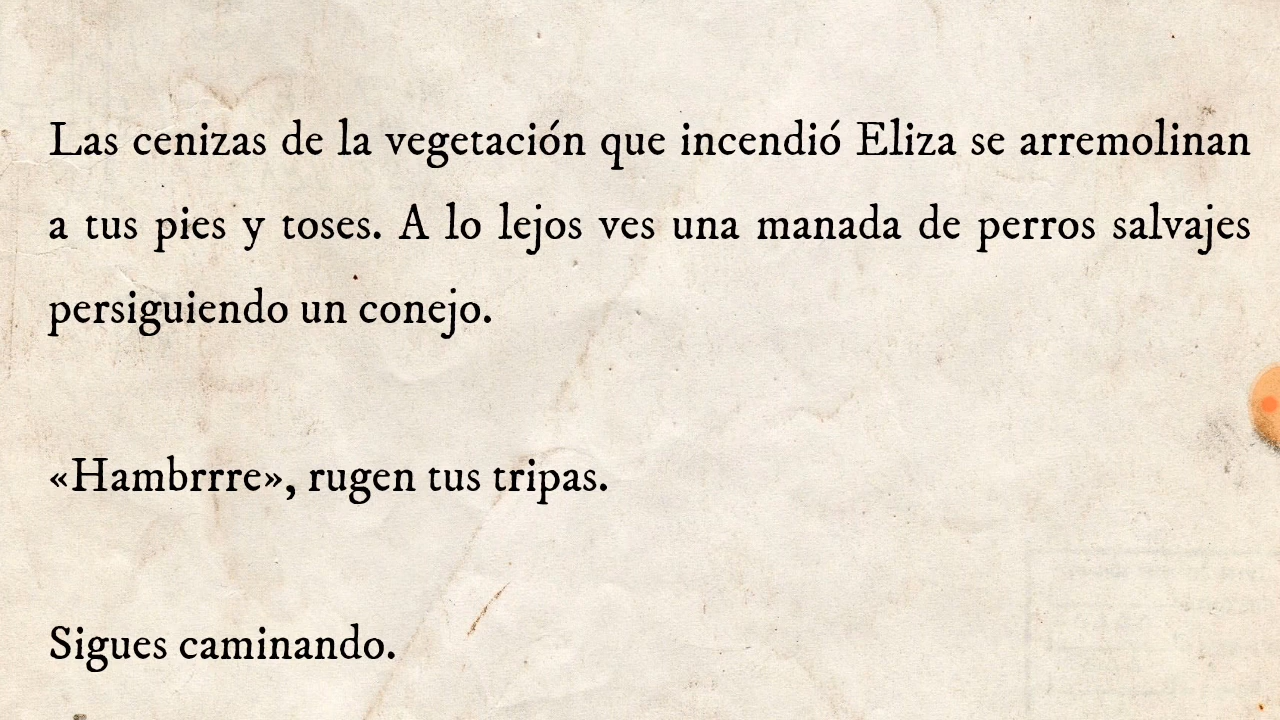 Las cenizas de la vegetación que incendió Eliza se arremolinan
a tus pies y toses. A lo lejos ves una manada de perros salvajes
persiguiendo un conejo.
«Hambrrrre», rugen tus tripas.
Sigues caminando.